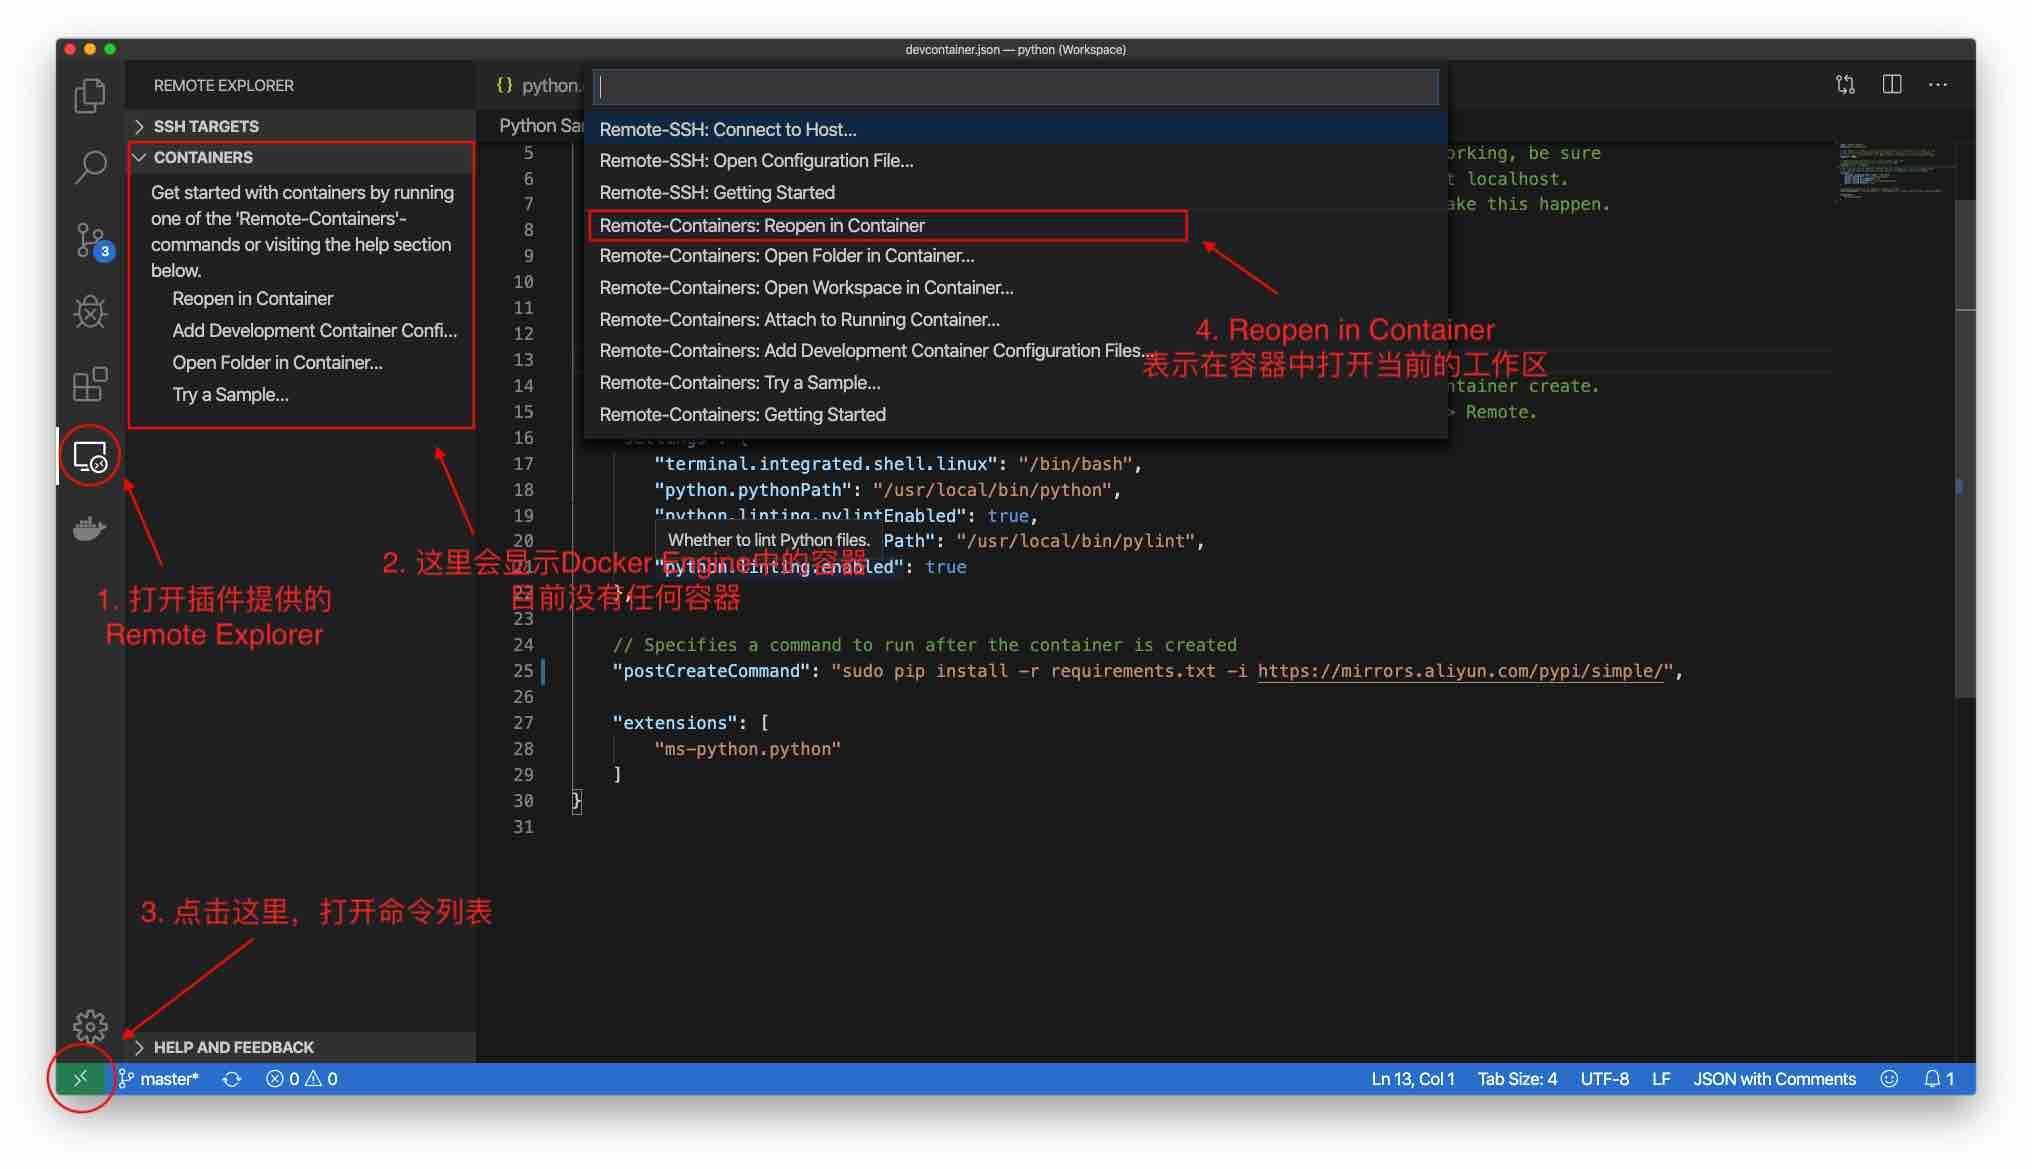 devcontainer.json — python (Workspace)
REMOTE EXPLORER
SSH TARGETS
CONTAINERS
Get started with containers by running
one of the 'Remote-Containers'-
commands or visiting the help section
below.
Reopen in Container
Add Development Container Confi...
Open Folder in Container...
Try a Sample...
3
1. 打开插件提供的
Remote Explorer
2. 这里会显示Docker Engine中的容器
目前没有任何容器
3. 点击这里，打开命令列表
HELP AND FEEDBACK
{} python.
Python Sa
Remote-SSH: Connect to Host...
Remote-SSH: Open Configuration File...
Remote-SSH: Getting Started
Remote-Containers: Reopen in Container
Remote-Containers: Open Folder in Container...
Remote-Containers: Open Workspace in Container...
Remote-Containers: Attach to Running Container...
Remote-Containers: Add Development Container Configuration Files...
Remote-Containers: Try a Sample...
Remote-Containers: Getting Started
4. Reopen in Container
表示在容器中打开当前的工作区
5 orking, be sure
6 t localhost.
7 ake this happen.
8
9
10
11
12
13
14 ntainer create.
15 > Remote.
16
17 "terminal.integrated.shell.linux": "/bin/bash",
18 "python.pythonPath": "/usr/local/bin/python",
19 "python.linting.pylintEnabled": true,
20 Path": "/usr/local/bin/pylint",
Whether to lint Python files.
21 "python.linting.enabled": true
22 },
23
24 // Specifies a command to run after the container is created
25 "postCreateCommand": "sudo pip install -r requirements.txt -i https://mirrors.aliyun.com/pypi/simple/",
26
27 "extensions": [
28 "ms-python.python"
29 ]
30 }
31
master* 0 0 Ln 13, Col 1 Tab Size: 4 UTF-8 LF JSON with Comments 1